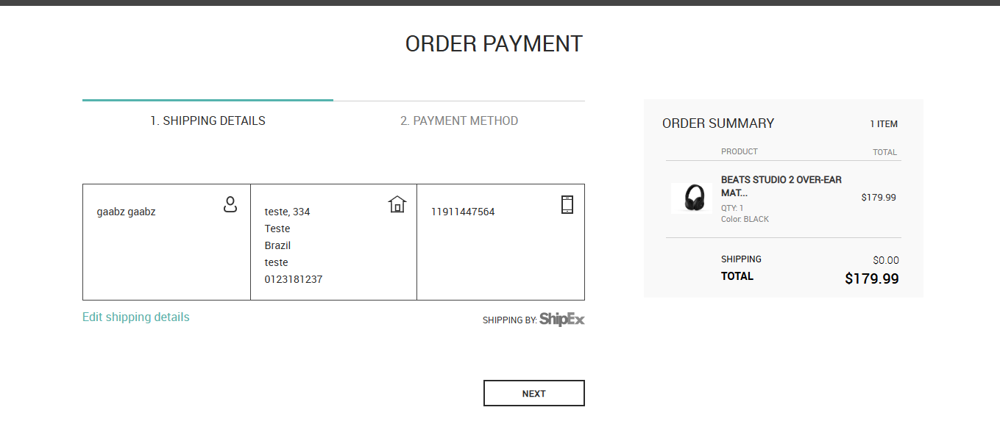 ORDER PAYMENT
1. SHIPPING DETAILS
2. PAYMENT METHOD
gaabz gaabz
teste, 334
Teste
Brazil
teste
0123181237
11911447564
Edit shipping details
SHIPPING BY: ShipEx
NEXT
ORDER SUMMARY
1 ITEM
PRODUCT
TOTAL
BEATS STUDIO 2 OVER-EAR
MAT...
QTY: 1
Color: BLACK
$179.99
SHIPPING
$0.00
TOTAL
$179.99